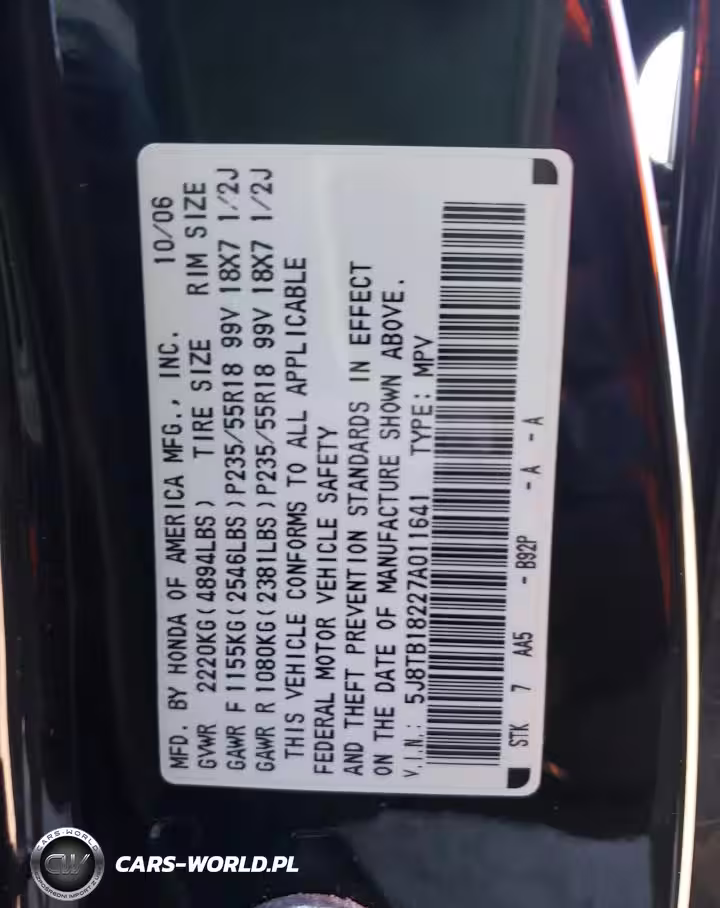 MFD. BY HONDA OF AMERICA MFG., INC. 10/06
GVWR 2220KG(4894LBS) TIRE SIZE RIM SIZE
GAWR F 1155KG(2546LBS)P235/55R18 99V 18X7 1/2J
GAWR R 1080KG(2381LBS)P235/55R18 99V 18X7 1/2J
THIS VEHICLE CONFORMS TO ALL APPLICABLE
FEDERAL MOTOR VEHICLE SAFETY
AND THEFT PREVENTION STANDARDS IN EFFECT
ON THE DATE OF MANUFACTURE SHOWN ABOVE.
V.I.N.: 5J8TB18227A011641 TYPE: MPV
STK 7 AA5 - B92P - A - A
CARS-WORLD
CW
CARS-WORLD.PL